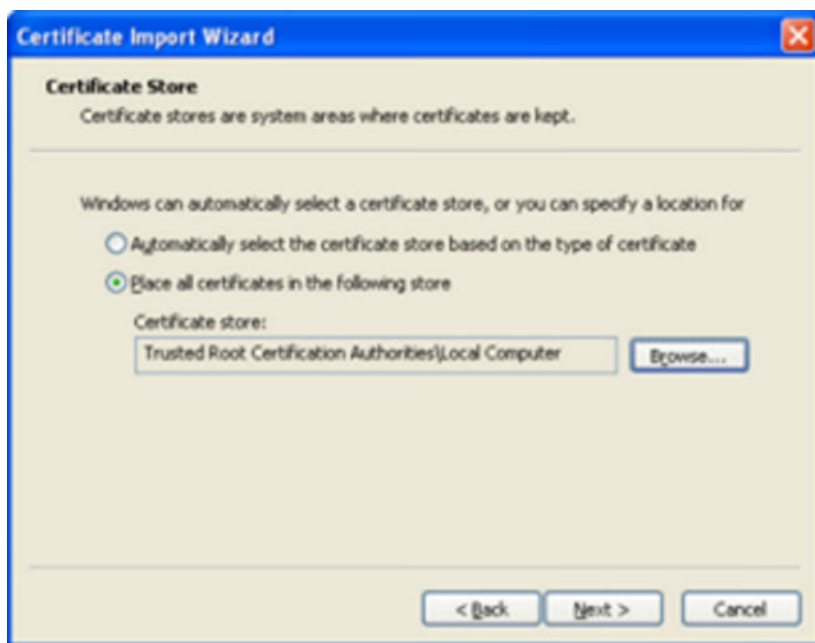 Certificate Import Wizard
Certificate Store
Certificate stores are system areas where certificates are kept.
Windows can automatically select a certificate store, or you can specify a location for
Automatically select the certificate store based on the type of certificate
Place all certificates in the following store
Certificate store:
Trusted Root Certification Authorities\Local Computer
Browse...
< Back
Next >
Cancel